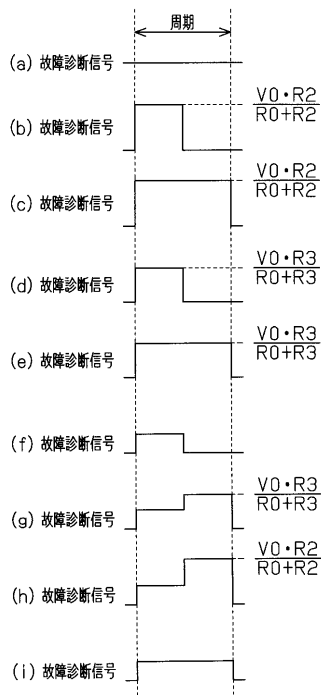 周期
(a) 故障診断信号
V0・R2
R0+R2
(b) 故障診断信号
V0・R2
R0+R2
(c) 故障診断信号
V0・R3
R0+R3
(d) 故障診断信号
V0・R3
R0+R3
(e) 故障診断信号
(f) 故障診断信号
V0・R3
R0+R3
(g) 故障診断信号
V0・R2
R0+R2
(h) 故障診断信号
(i) 故障診断信号